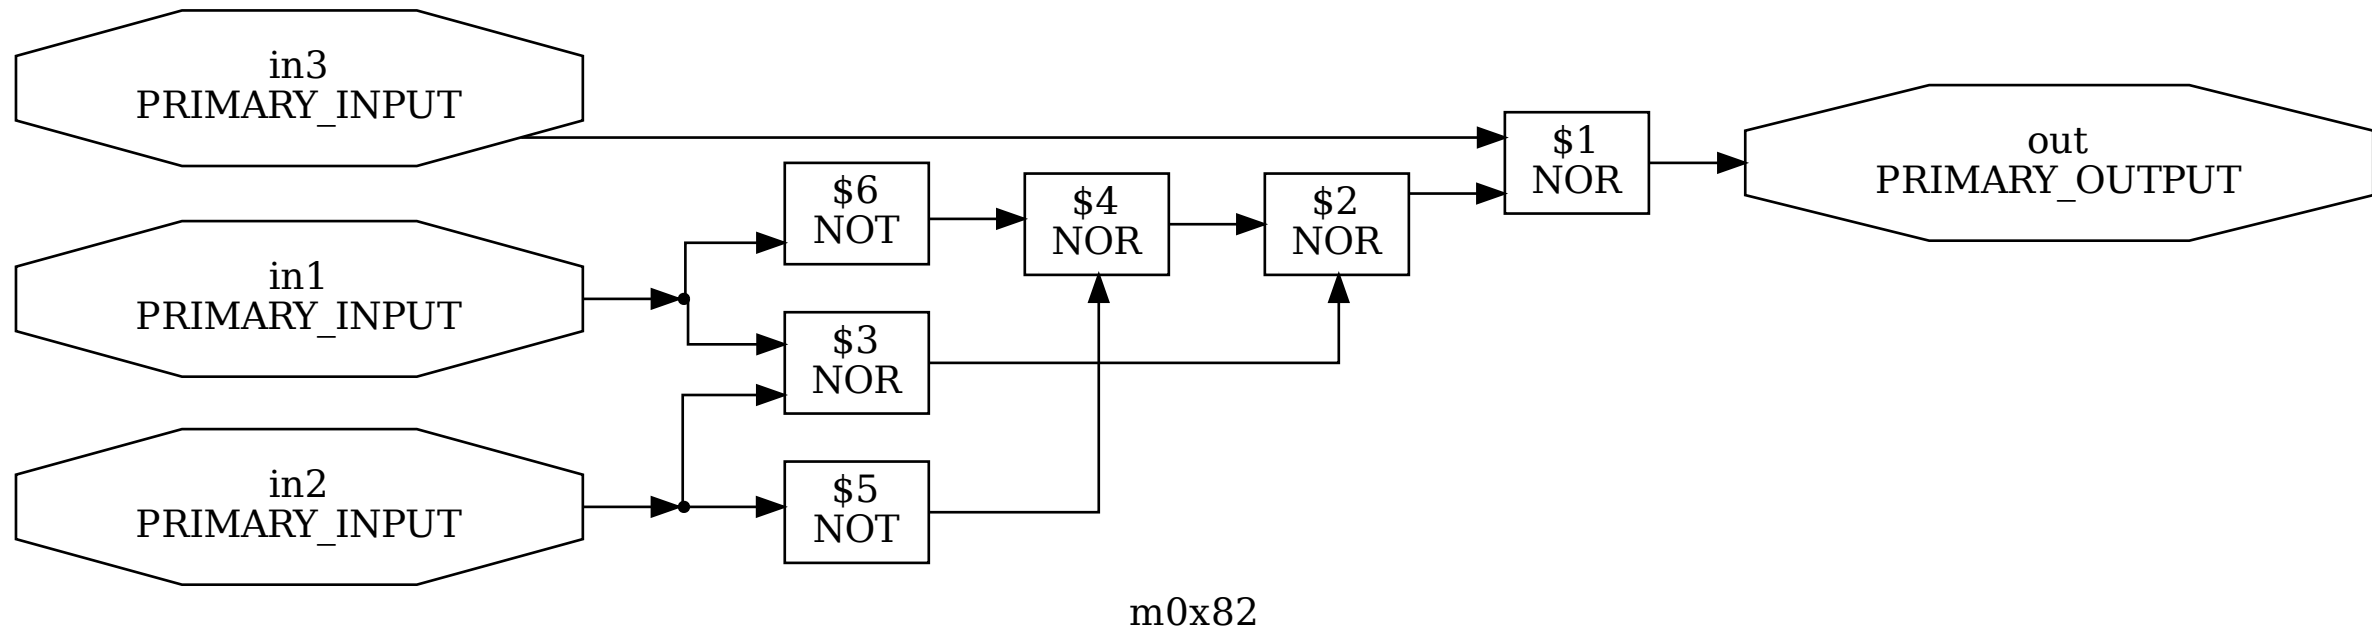 in3
PRIMARY_INPUT
in1
PRIMARY_INPUT
in2
PRIMARY_INPUT
$6
NOT
$3
NOR
$5
NOT
$4
NOR
$2
NOR
$1
NOR
out
PRIMARY_OUTPUT
m0x82